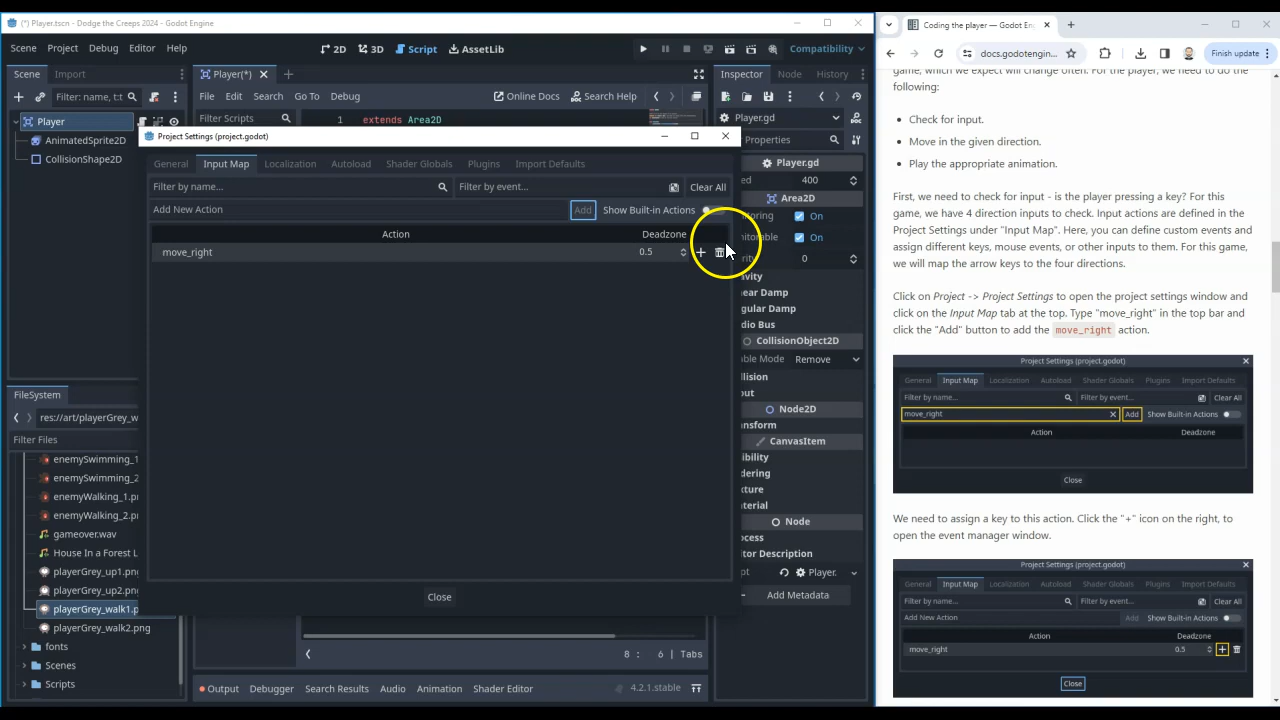 (*) Player.tscn - Dodge the Creeps 2024 - Godot Engine
Scene Project Debug Editor Help
2D 3D Script AssetLib
Compatibility
Scene Import
Player(*)
Inspector Node History
Filter: name, t:t
File Edit Search Go To Debug
Online Docs Search Help
Filter Scripts
1 extends Area2D
Player
AnimatedSprite2D
CollisionShape2D
Player.gd
Properties
Player.gd
400
Area2D
On
On
0
CollisionObject2D
Remove
Node2D
CanvasItem
Node
Player.
Add Metadata
Project Settings (project.godot)
General Input Map Localization Autoload Shader Globals Plugins Import Defaults
Filter by name... Filter by event... Clear All
Add New Action Add Show Built-in Actions
Action Deadzone
move_right 0.5
Close
FileSystem
res://art/playerGrey_w
Filter Files
enemySwimming_1
enemySwimming_2
enemyWalking_1.pr
enemyWalking_2.pr
gameover.wav
House In a Forest L
playerGrey_up1.png
playerGrey_up2.png
playerGrey_walk1.p
playerGrey_walk2.png
fonts
Scenes
Scripts
8 : 6 | Tabs
Output Debugger Search Results Audio Animation Shader Editor 4.2.1.stable
Coding the player — Godot En
docs.godotengin...
Finish update
game, which we expect will change often. For the player, we need to do the
following:
• Check for input.
• Move in the given direction.
• Play the appropriate animation.
First, we need to check for input - is the player pressing a key? For this
game, we have 4 direction inputs to check. Input actions are defined in the
Project Settings under "Input Map". Here, you can define custom events and
assign different keys, mouse events, or other inputs to them. For this game,
we will map the arrow keys to the four directions.
Click on Project -> Project Settings to open the project settings window and
click on the Input Map tab at the top. Type "move_right" in the top bar and
click the "Add" button to add the move_right action.
Project Settings (project.godot)
General Input Map Localization Autoload Shader Globals Plugins Import Defaults
Filter by name... Filter by event... Clear All
move_right Add Show Built-in Actions
Action Deadzone
Close
We need to assign a key to this action. Click the "+" icon on the right, to
open the event manager window.
Project Settings (project.godot)
General Input Map Localization Autoload Shader Globals Plugins Import Defaults
Filter by name... Filter by event... Clear All
Add New Action Add Show Built-in Actions
Action Deadzone
move_right 0.5
Close